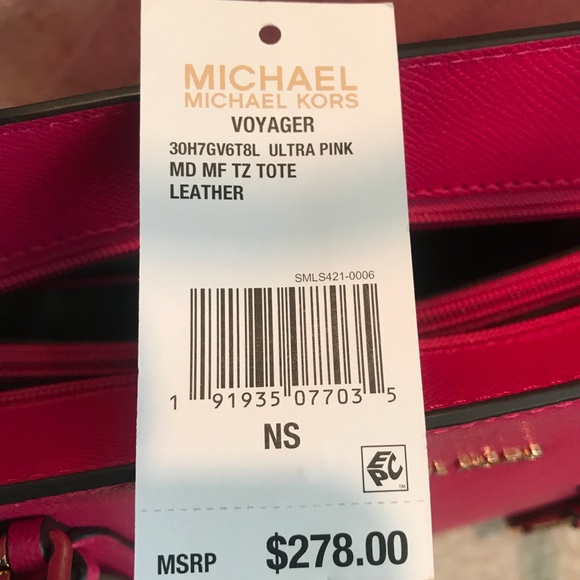 MICHAEL
MICHAEL KORS
VOYAGER
30H7GV6T8L ULTRA PINK
MD MF TZ TOTE
LEATHER
SMLS421-0006
1 91935 07703 5
NS
EPC
MSRP $278.00